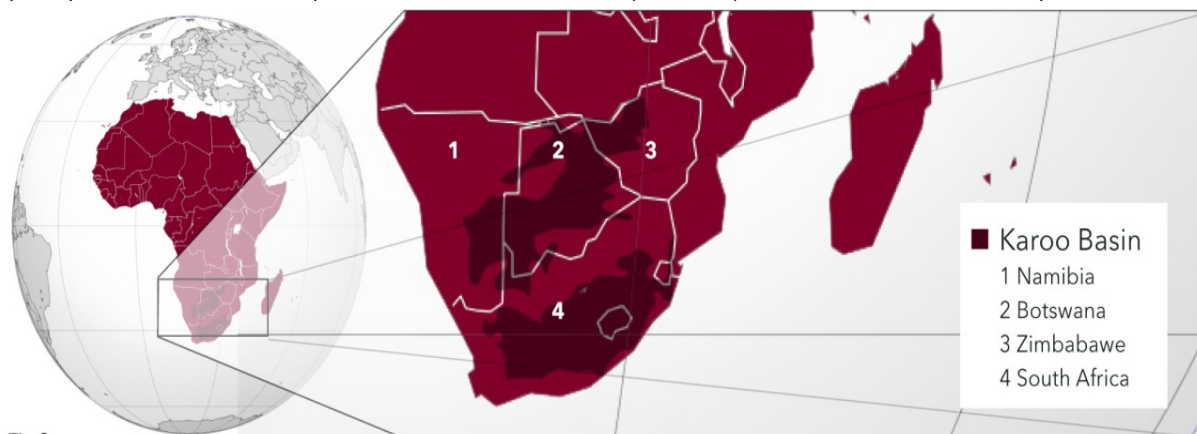 1
2
3
4
Karoo Basin
1 Namibia
2 Botswana
3 Zimbabawe
4 South Africa